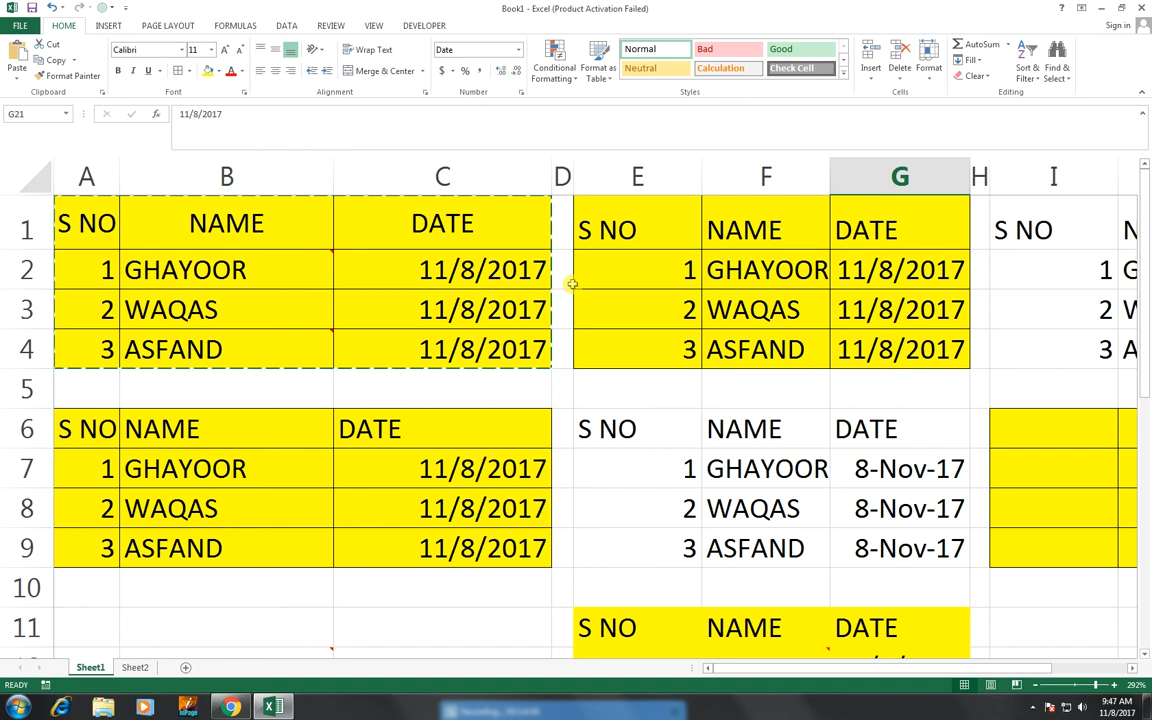 Book1 - Excel (Product Activation Failed)
Sign in
FILE HOME INSERT PAGE LAYOUT FORMULAS DATA REVIEW VIEW DEVELOPER
Paste
Cut
Copy
Format Painter
Clipboard
Calibri 11
B I U
Font
Wrap Text
Merge & Center
Alignment
Date
$ % ,
Number
Conditional Formatting
Format as Table
Normal Bad Good
Neutral Calculation Check Cell
Styles
Insert Delete Format
Cells
AutoSum
Fill
Clear
Sort & Filter
Find & Select
Editing
G21 fx 11/8/2017
A B C D E F G H I
1 S NO NAME DATE S NO NAME DATE S NO
2 1 GHAYOOR 11/8/2017 1 GHAYOOR 11/8/2017 1
3 2 WAQAS 11/8/2017 2 WAQAS 11/8/2017 2
4 3 ASFAND 11/8/2017 3 ASFAND 11/8/2017 3
5
6 S NO NAME DATE S NO NAME DATE
7 1 GHAYOOR 11/8/2017 1 GHAYOOR 8-Nov-17
8 2 WAQAS 11/8/2017 2 WAQAS 8-Nov-17
9 3 ASFAND 11/8/2017 3 ASFAND 8-Nov-17
10
11 S NO NAME DATE
Sheet1 Sheet2
READY 292%
9:47 AM
11/8/2017